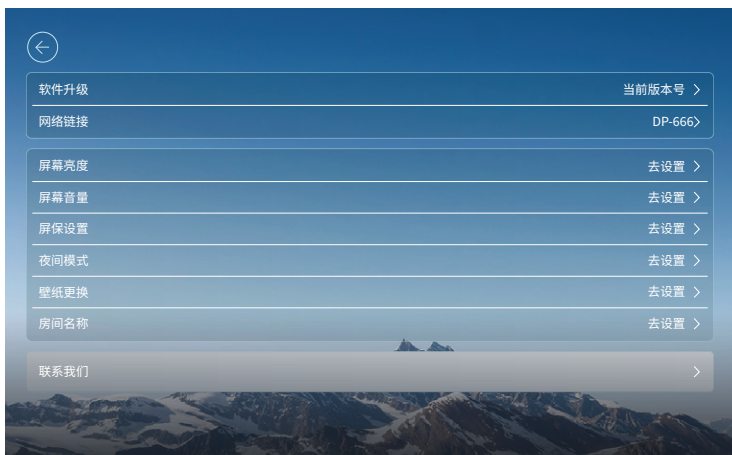 软件升级 当前版本号
网络链接 DP-666
屏幕亮度 去设置
屏幕音量 去设置
屏保设置 去设置
夜间模式 去设置
壁纸更换 去设置
房间名称 去设置
联系我们